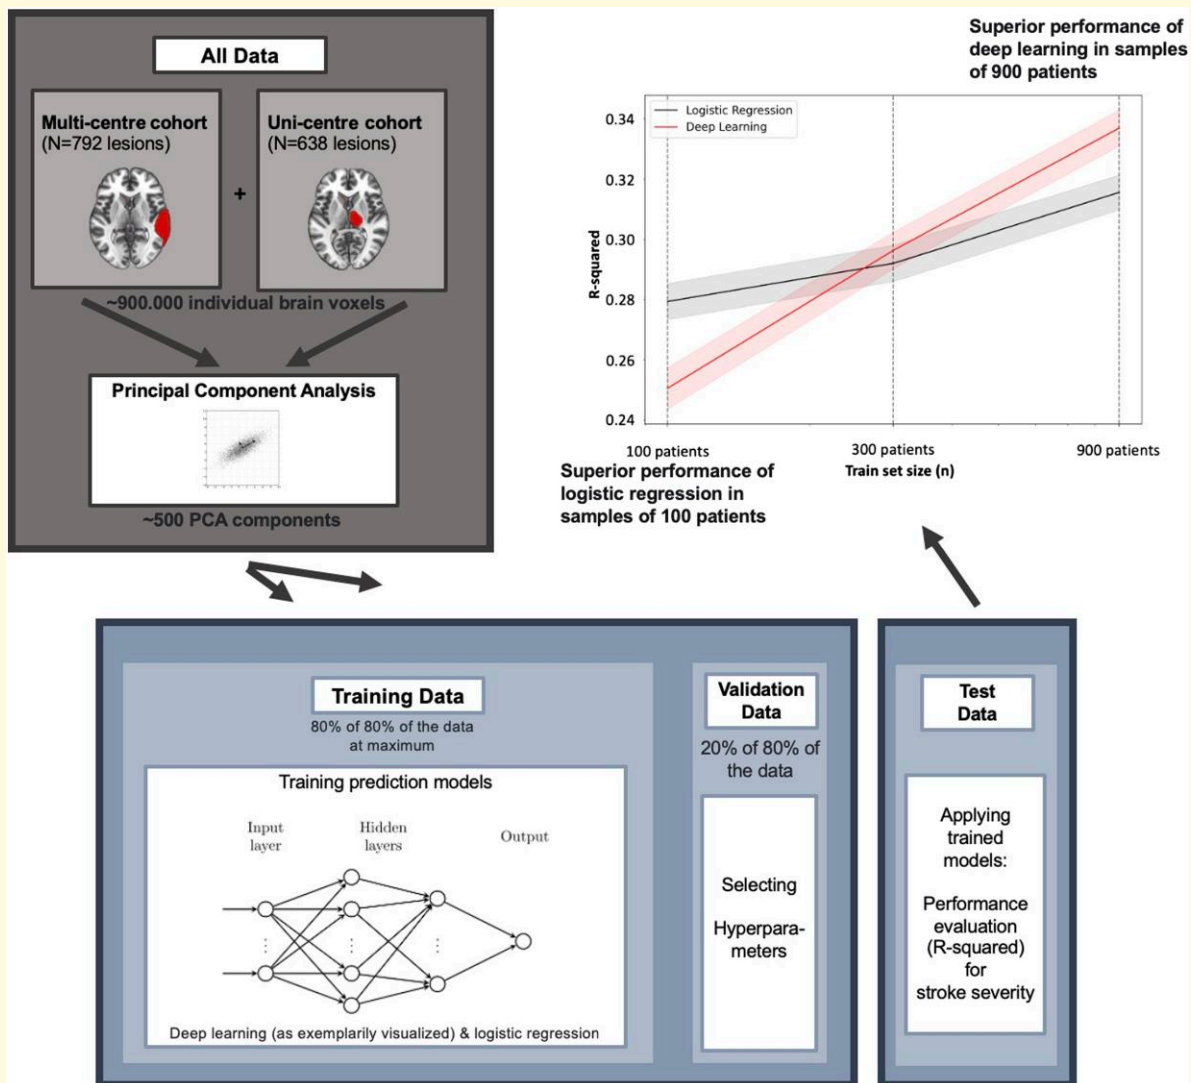 All Data
Multi-centre cohort
(N=792 lesions)
+
Uni-centre cohort
(N=638 lesions)
~900.000 individual brain voxels
Principal Component Analysis
~500 PCA components
Superior performance of
deep learning in samples
of 900 patients
Logistic Regression
Deep Learning
0.34
0.32
0.30
0.28
0.26
0.24
R-squared
100 patients
300 patients
900 patients
Train set size (n)
Superior performance of
logistic regression in
samples of 100 patients
Training Data
80% of 80% of the data
at maximum
Training prediction models
Input
layer
Hidden
layers
Output
Deep learning (as exemplarily visualized) & logistic regression
Validation
Data
20% of 80% of
the data
Selecting
Hyperpara-
meters
Test
Data
Applying
trained
models:
Performance
evaluation
(R-squared)
for
stroke severity